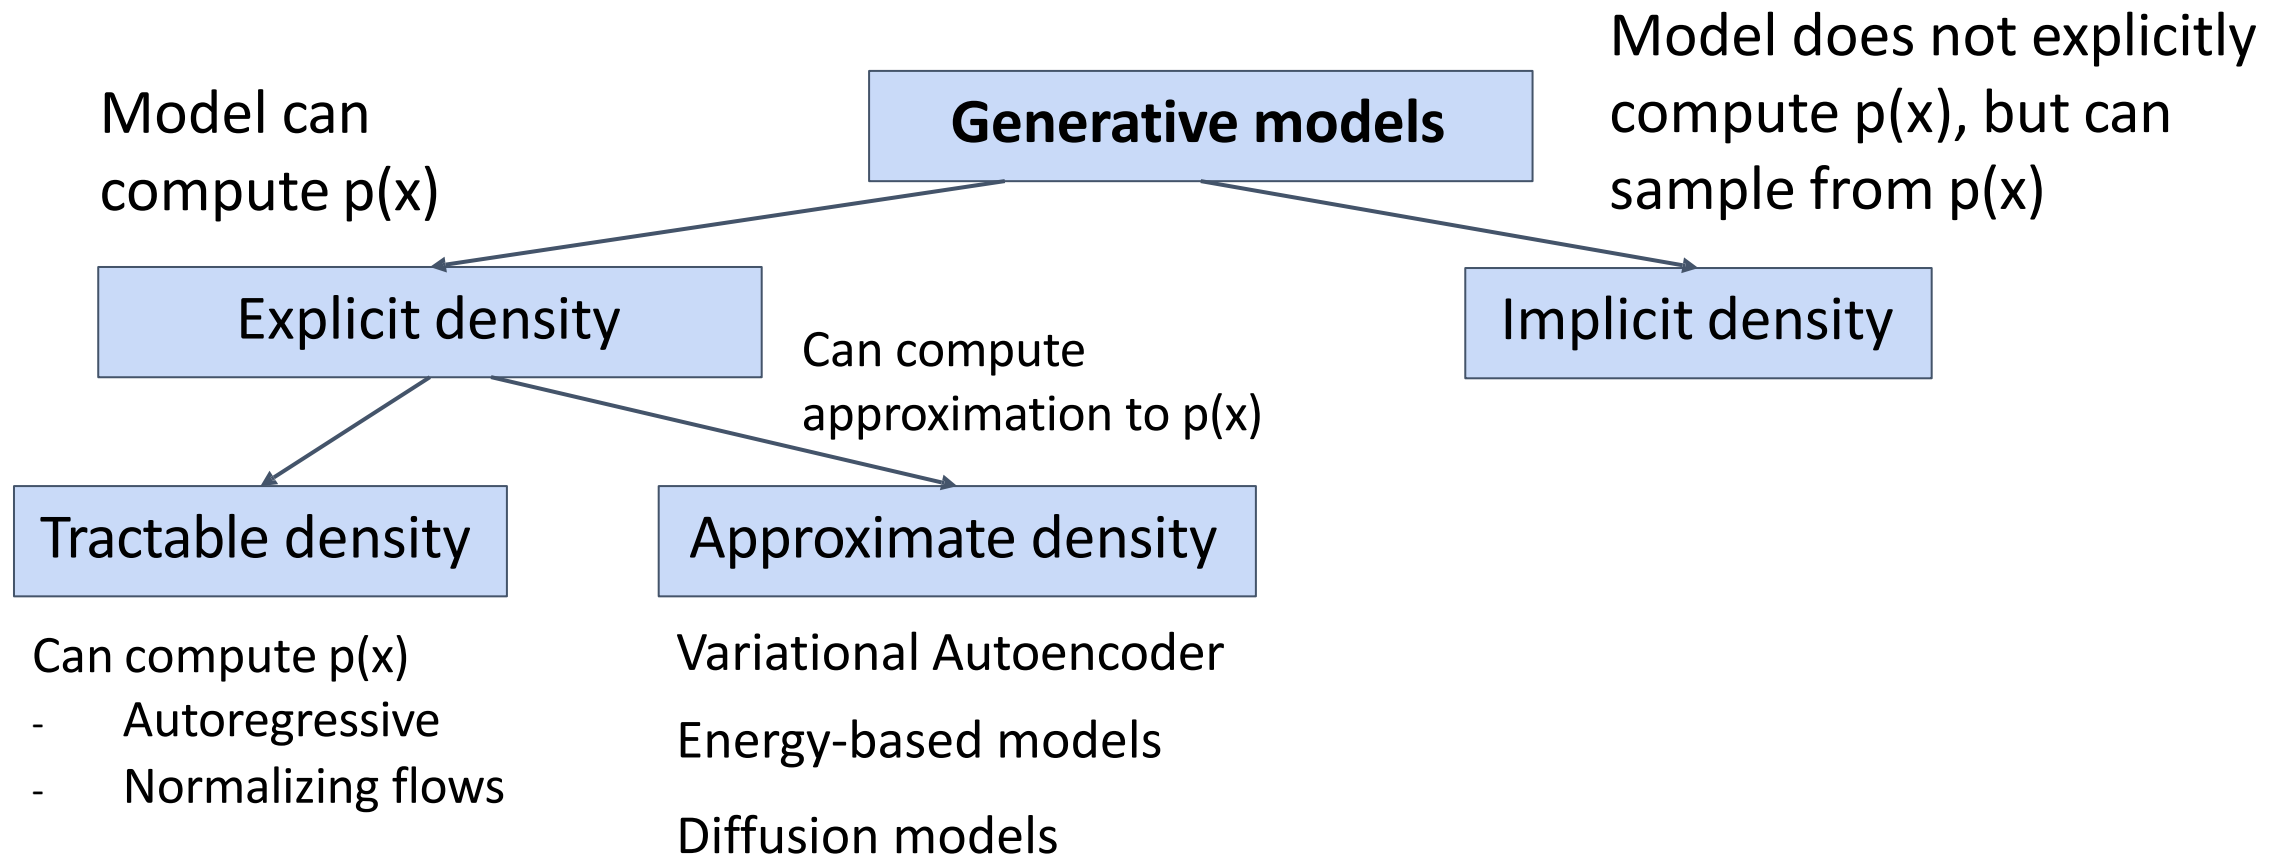 Model does not explicitly
compute p(x), but can
sample from p(x)
Generative models
Model can
compute p(x)
Explicit density
Implicit density
Can compute
approximation to p(x)
Tractable density
Approximate density
Can compute p(x)
- Autoregressive
- Normalizing flows
Variational Autoencoder
Energy-based models
Diffusion models